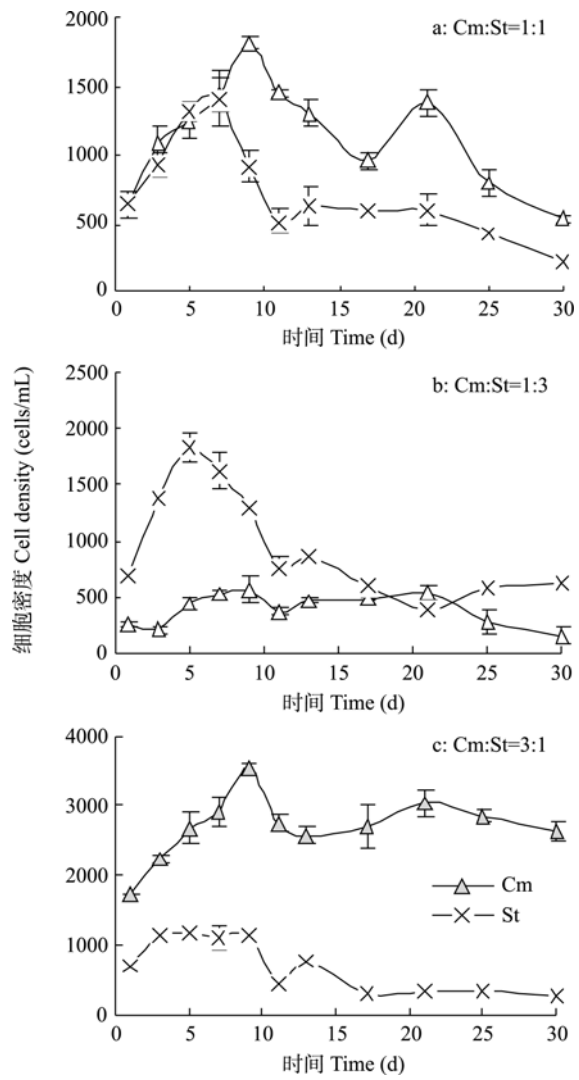 2000
a: Cm:St=1:1
1500
1000
500
0
0 5 10 15 20 25 30
时间 Time (d)
细胞密度 Cell density (cells/mL)
2500
b: Cm:St=1:3
2000
1500
1000
500
0
0 5 10 15 20 25 30
时间 Time (d)
4000
c: Cm:St=3:1
3000
2000
Cm
St
1000
0
0 5 10 15 20 25 30
时间 Time (d)